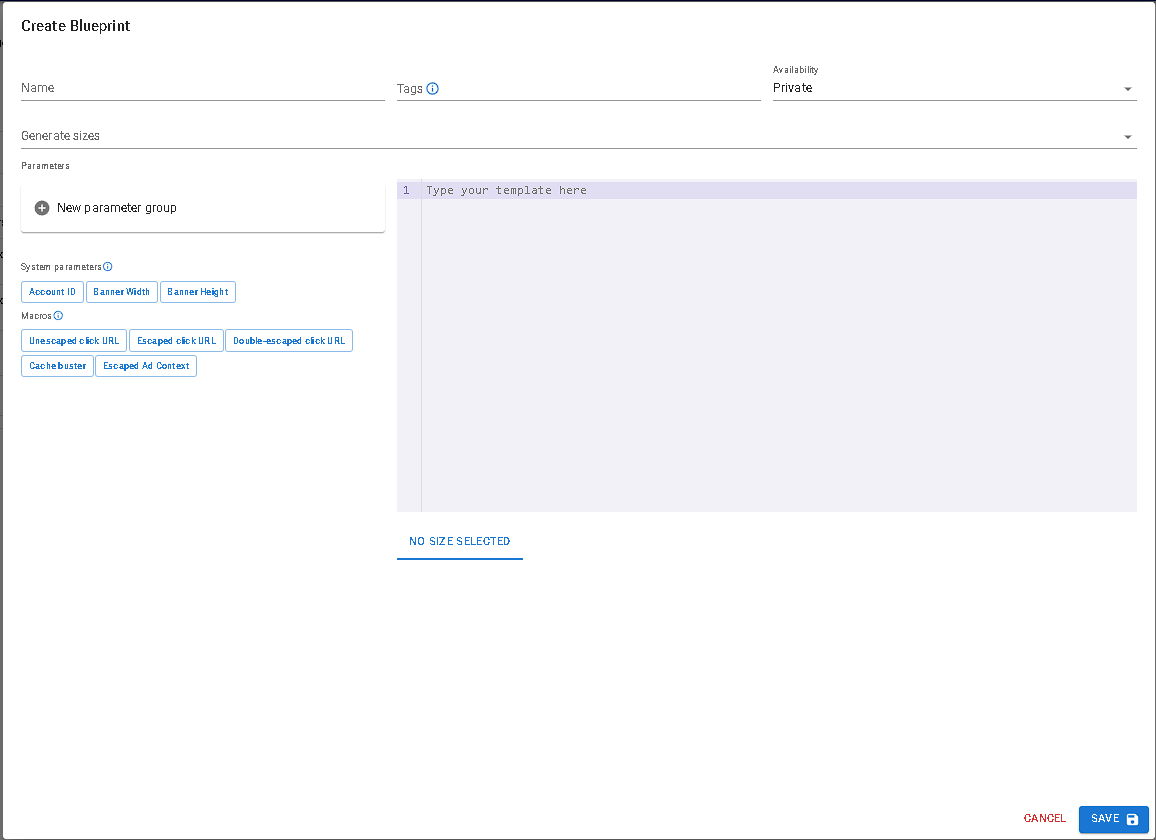 Create Blueprint
Availability
Name
Tags
Private
Generate sizes
Parameters
New parameter group
1 Type your template here
System parameters
Account ID Banner Width Banner Height
Macros
Unescaped click URL Escaped click URL Double-escaped click URL
Cache buster Escaped Ad Context
NO SIZE SELECTED
CANCEL SAVE